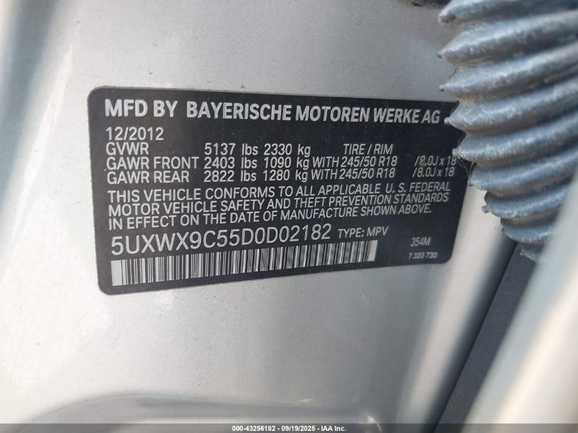 MFD BY BAYERISCHE MOTOREN WERKE AG
12/2012
GVWR 5137 lbs 2330 kg TIRE / RIM
GAWR FRONT 2403 lbs 1090 kg WITH 245/50 R18 /8.0J x 18
GAWR REAR 2822 lbs 1280 kg WITH 245/50 R18 /8.0J x 18
THIS VEHICLE CONFORMS TO ALL APPLICABLE U. S. FEDERAL
MOTOR VEHICLE SAFETY AND THEFT PREVENTION STANDARDS
IN EFFECT ON THE DATE OF MANUFACTURE SHOWN ABOVE.
5UXWX9C55D0D02182 TYPE: MPV 354M
000-43256192 - 09/19/2025 - IAA Inc.